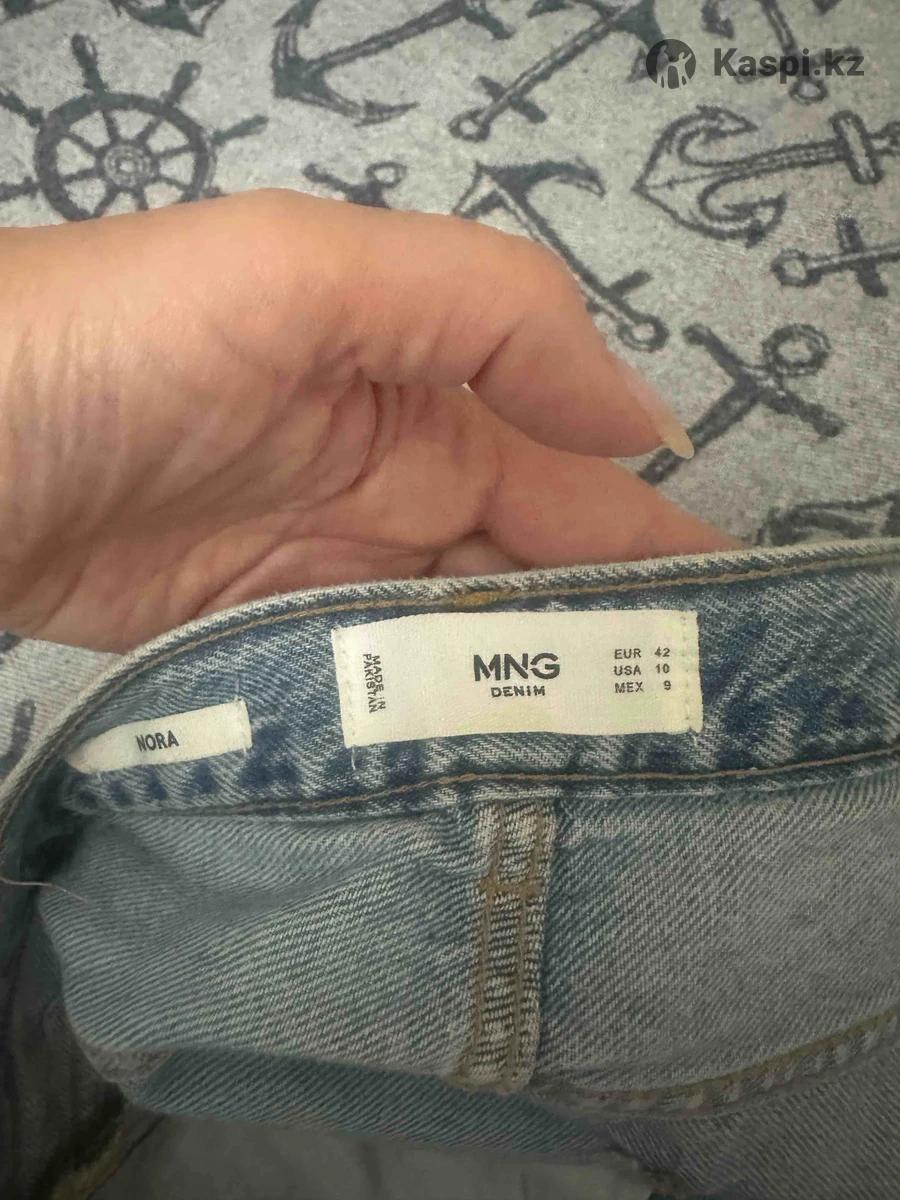 Kaspi.kz
MADE IN
PAKISTAN
MNG
DENIM
EUR 42
USA 10
MEX 9
NORA